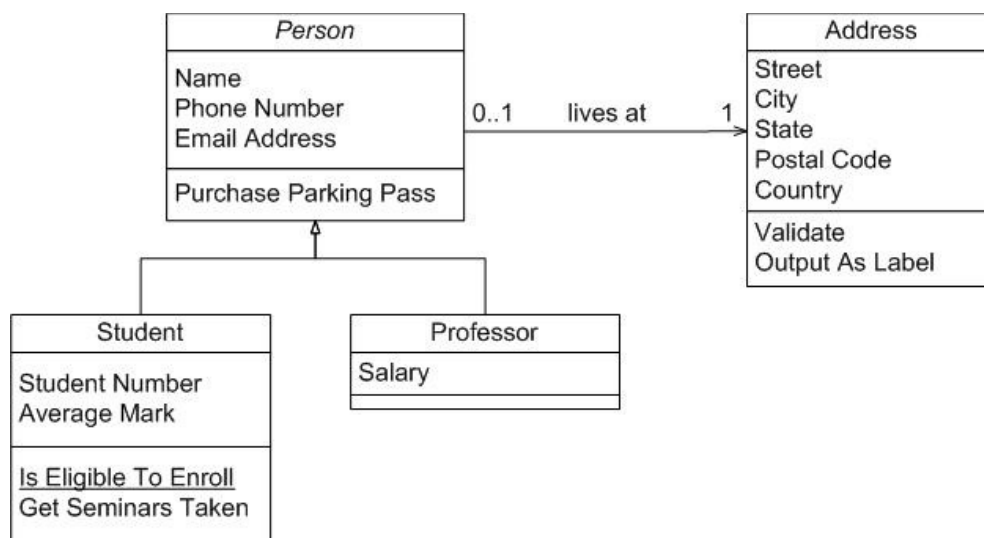 Person
Name
Phone Number
Email Address
Purchase Parking Pass
0..1 lives at 1
Address
Street
City
State
Postal Code
Country
Validate
Output As Label
Student
Student Number
Average Mark
Is Eligible To Enroll
Get Seminars Taken
Professor
Salary